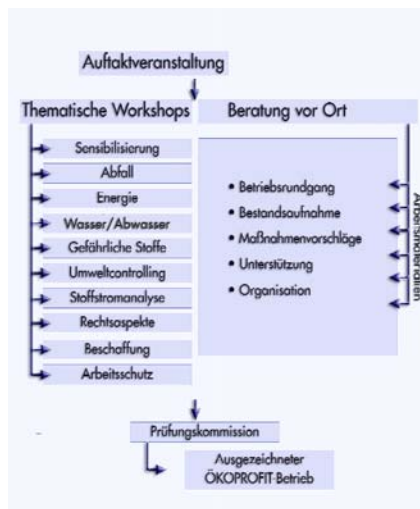 Auftaktveranstaltung
Thematische Workshops
Beratung vor Ort
Sensibilisierung
Abfall
Energie
Wasser/Abwasser
Gefährliche Stoffe
Umweltcontrolling
Stoffstromanalyse
Rechtsaspekte
Beschaffung
Arbeitsschutz
• Betriebsrundgang
• Bestandsaufnahme
• Maßnahmenvorschläge
• Unterstützung
• Organisation
Arbeitsmaterialien
Prüfungskommission
Ausgezeichneter
ÖKOPROFIT-Betrieb